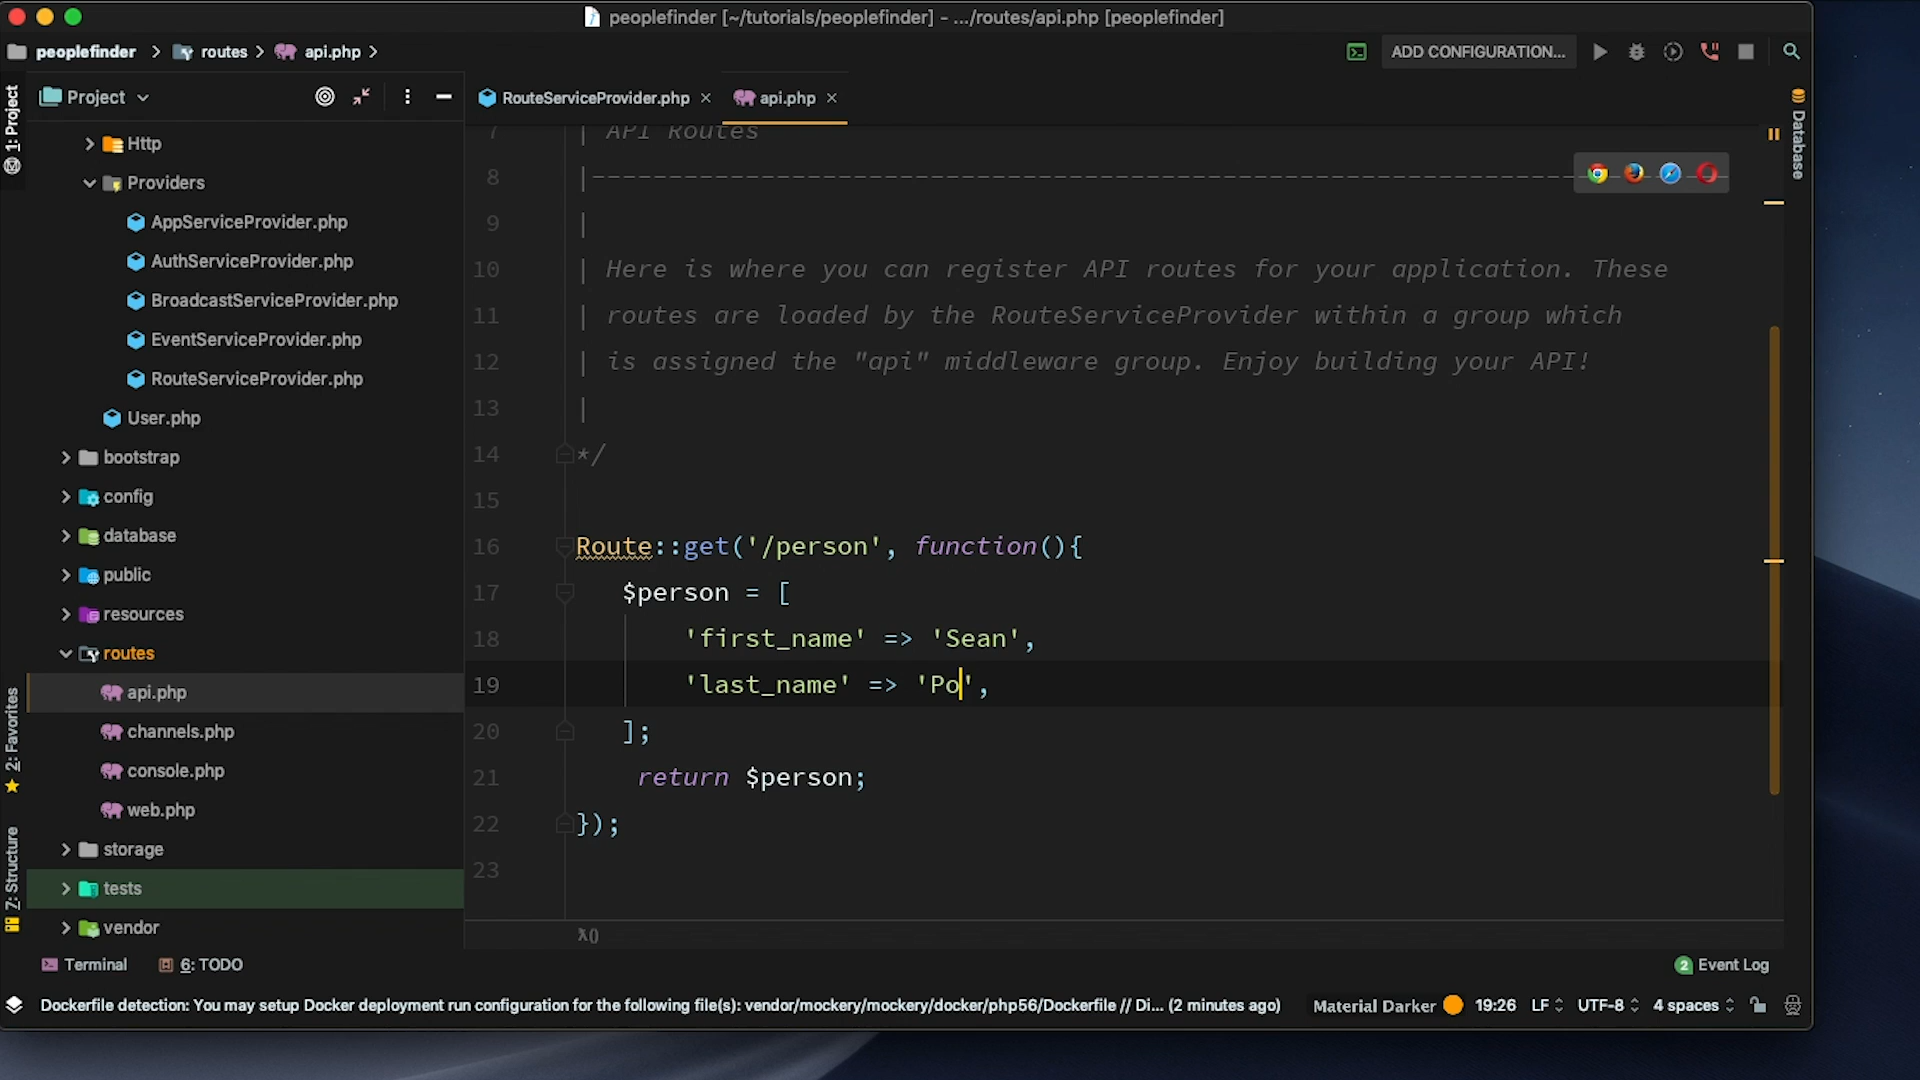 peoplefinder [~/tutorials/peoplefinder] - .../routes/api.php [peoplefinder]
peoplefinder
routes
api.php
ADD CONFIGURATION...
1: Project
2: Favorites
7: Structure
Project
Http
Providers
AppServiceProvider.php
AuthServiceProvider.php
BroadcastServiceProvider.php
EventServiceProvider.php
RouteServiceProvider.php
User.php
bootstrap
config
database
public
resources
routes
api.php
channels.php
console.php
web.php
storage
tests
vendor
RouteServiceProvider.php
api.php
7 | API Routes
8 |--------------------------------------------------------------------------
9 |
10 | Here is where you can register API routes for your application. These
11 | routes are loaded by the RouteServiceProvider within a group which
12 | is assigned the "api" middleware group. Enjoy building your API!
13 |
14 */
15
16 Route::get('/person', function(){
17 $person = [
18 'first_name' => 'Sean',
19 'last_name' => 'Po',
20 ];
21 return $person;
22 });
23
λ()
Database
Terminal
6: TODO
2 Event Log
Dockerfile detection: You may setup Docker deployment run configuration for the following file(s): vendor/mockery/mockery/docker/php56/Dockerfile // Di... (2 minutes ago)
Material Darker
19:26
LF
UTF-8
4 spaces